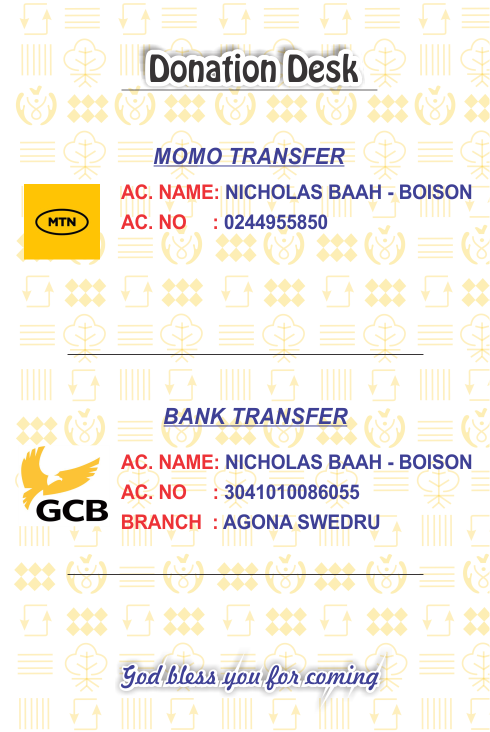 Donation Desk
MOMO TRANSFER
MTN
AC. NAME: NICHOLAS BAAH - BOISON
AC. NO : 0244955850
BANK TRANSFER
GCB
AC. NAME: NICHOLAS BAAH - BOISON
AC. NO : 3041010086055
BRANCH : AGONA SWEDRU
God bless you for coming